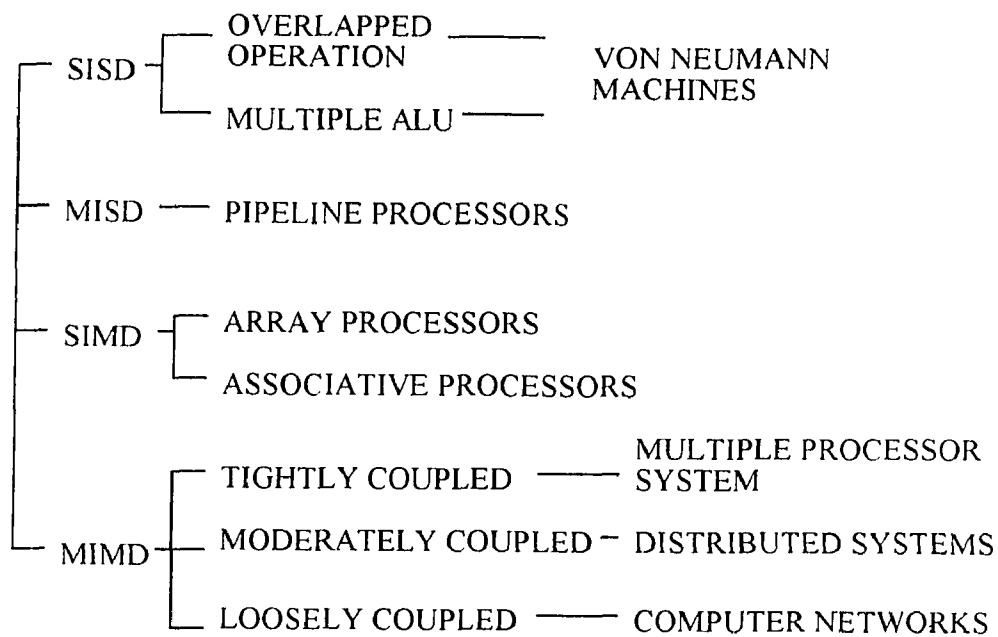 OVERLAPPED
OPERATION
SISD
VON NEUMANN
MACHINES
MULTIPLE ALU
MISD
PIPELINE PROCESSORS
SIMD
ARRAY PROCESSORS
ASSOCIATIVE PROCESSORS
MIMD
TIGHTLY COUPLED
MULTIPLE PROCESSOR
SYSTEM
MODERATELY COUPLED
DISTRIBUTED SYSTEMS
LOOSELY COUPLED
COMPUTER NETWORKS